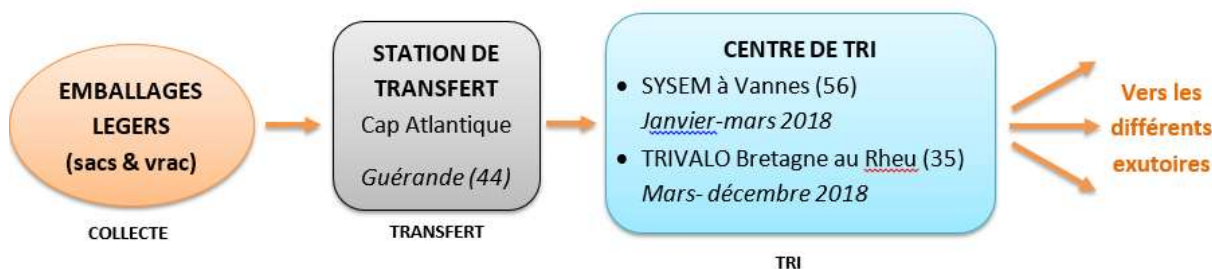 EMBALLAGES
LEGERS
(sacs & vrac)
COLLECTE
STATION DE
TRANSFERT
Cap Atlantique
Guérande (44)
TRANSFERT
CENTRE DE TRI
• SYSEM à Vannes (56)
Janvier-mars 2018
• TRIVALO Bretagne au Rheu (35)
Mars- décembre 2018
TRI
Vers les
différents
exutoires